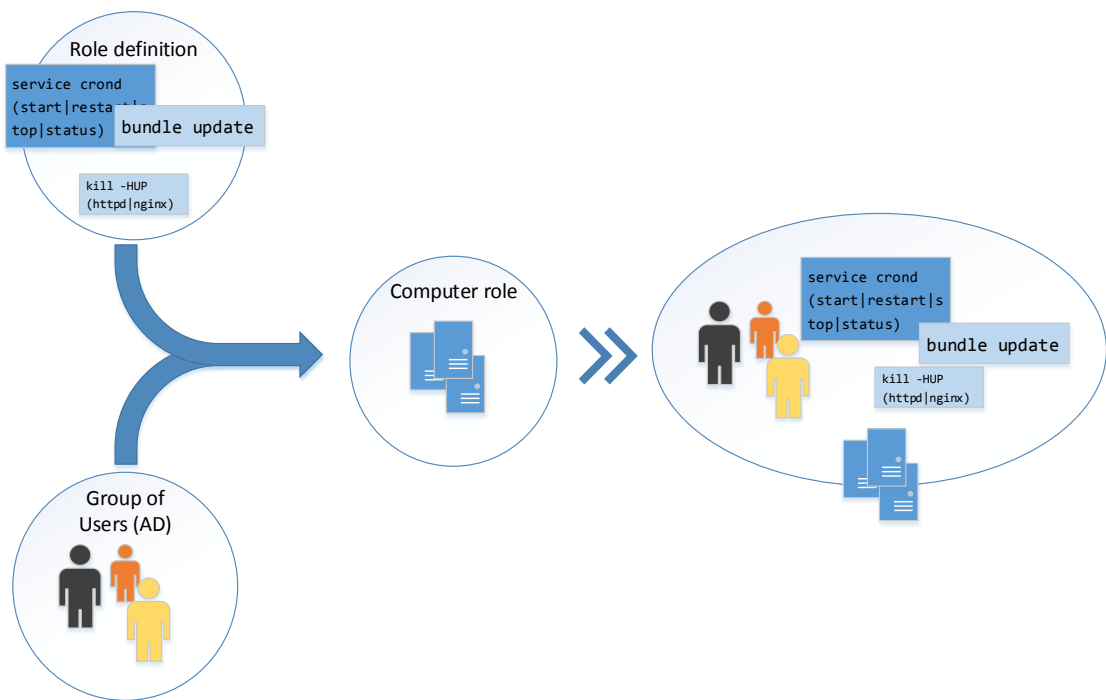 Role definition
service crond
(start|restart|s
top|status)
bundle update
kill -HUP
(httpd|nginx)
Computer role
service crond
(start|restart|s
top|status)
bundle update
kill -HUP
(httpd|nginx)
Group of
Users (AD)